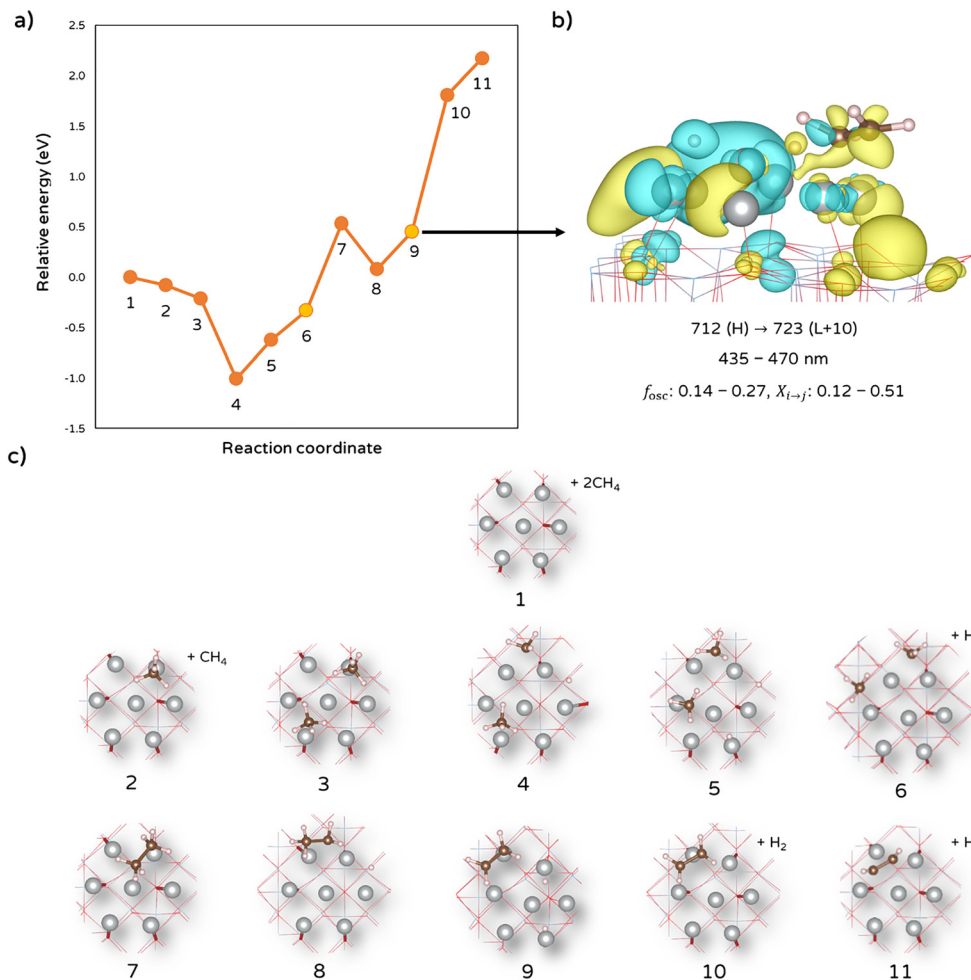 a)
b)
2.5
2.0
1.5
1.0
0.5
0.0
-0.5
-1.0
-1.5
Relative energy (eV)
Reaction coordinate
1
2
3
4
5
6
7
8
9
10
11
712 (H) → 723 (L+10)
435 – 470 nm
fosc: 0.14 – 0.27, Xi→j: 0.12 – 0.51
c)
+ 2CH₄
1
+ CH₄
+ H
2
3
4
5
6
+ H₂
+ H
7
8
9
10
11